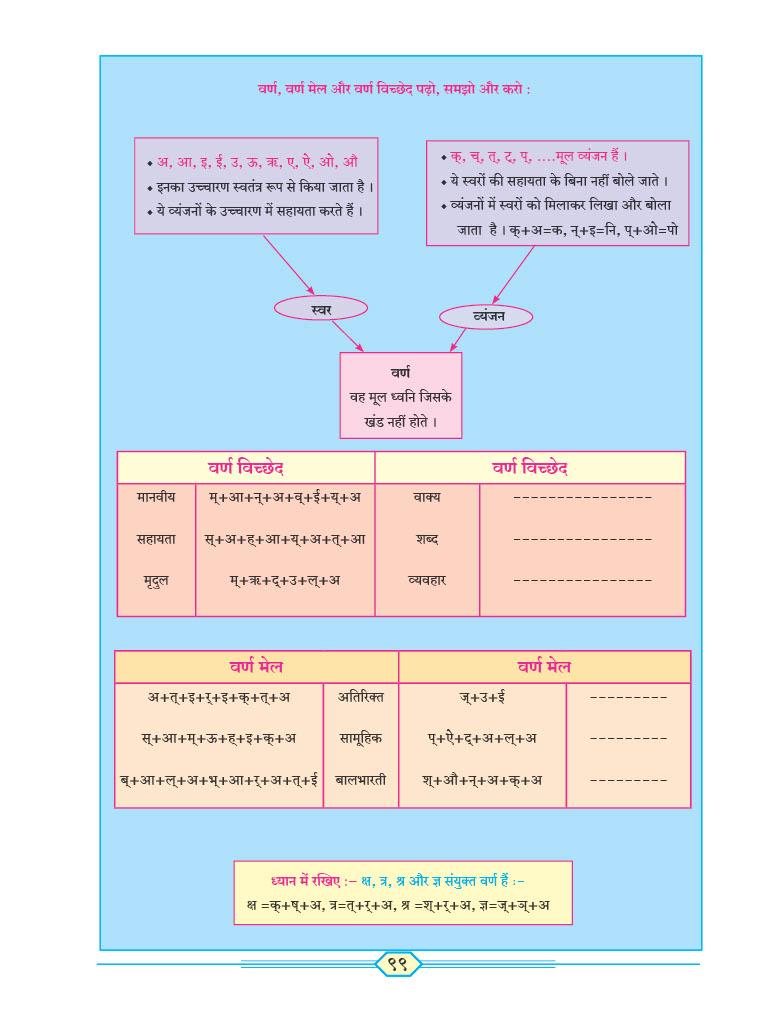 वर्ण, वर्ण मेल और वर्ण विच्छेद पढ़ो, समझो और करो :
◆ अ, आ, इ, ई, उ, ऊ, ऋ, ए, ऐ, ओ, औ
◆ इनका उच्चारण स्वतंत्र रूप से किया जाता है ।
◆ ये व्यंजनों के उच्चारण में सहायता करते हैं ।
◆ क्, च्, त्, ट्, प्, ....मूल व्यंजन हैं ।
◆ ये स्वरों की सहायता के बिना नहीं बोले जाते ।
◆ व्यंजनों में स्वरों को मिलाकर लिखा और बोला
जाता है । क्+अ=क, न्+इ=नि, प्+ओ=पो
स्वर
व्यंजन
वर्ण
वह मूल ध्वनि जिसके
खंड नहीं होते ।
वर्ण विच्छेद वर्ण विच्छेद
मानवीय म्+आ+न्+अ+व्+ई+य्+अ वाक्य ----------------
सहायता स्+अ+ह्+आ+य्+अ+त्+आ शब्द ----------------
मृदुल म्+ऋ+द्+उ+ल्+अ व्यवहार ----------------
वर्ण मेल वर्ण मेल
अ+त्+इ+र्+इ+क्+त्+अ अतिरिक्त ज्+उ+ई ---------
स्+आ+म्+ऊ+ह्+इ+क्+अ सामूहिक प्+ऐ+द्+अ+ल्+अ ---------
ब्+आ+ल्+अ+भ्+आ+र्+अ+त्+ई बालभारती श्+औ+न्+अ+क्+अ ---------
ध्यान में रखिए :– क्ष, त्र, श्र और ज्ञ संयुक्त वर्ण हैं :-
क्ष =क्+ष्+अ, त्र=त्+र्+अ, श्र =श्+र्+अ, ज्ञ=ज्+ञ्+अ
९९